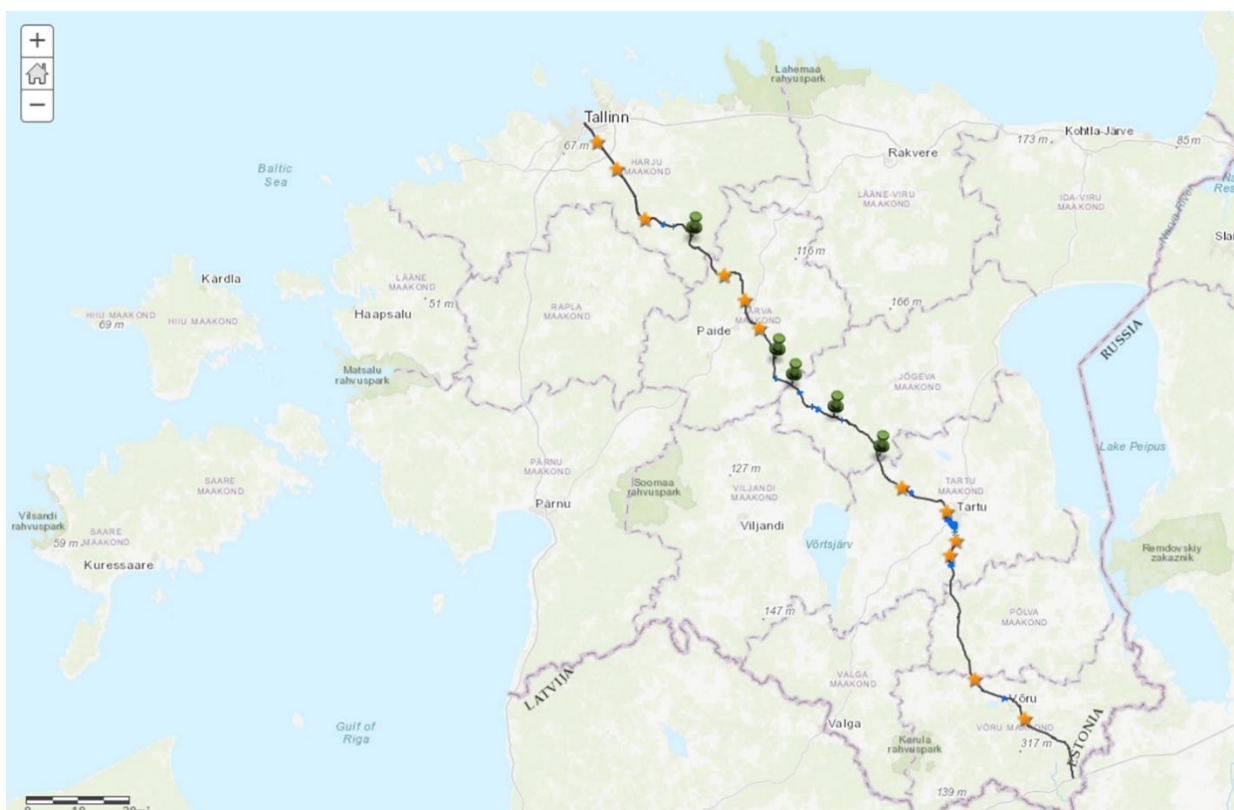 +
−
Tallinn
Lahemaa
rahvuspark
Kohtla-Järve
173 m
85 m
67 m
Rakvere
Baltic
Sea
HARJU
MAAKOND
LÄÄNE-VIRU
MAAKOND
IDA-VIRU
MAAKOND
Narva River
116 m
Kärdla
LÄÄNE
MAAKOND
51 m
166 m
HIIU MAAKOND
69 m
HIIU MAAKOND
Haapsalu
RAPLA
MAAKOND
Paide
MAAKOND
RUSSIA
Matsalu
rahvuspark
JÕGEVA
MAAKOND
Lake Peipus
PÄRNU
MAAKOND
Soomaa
rahvuspark
127 m
VILJANDI
MAAKOND
TARTU
MAAKOND
SAARE
MAAKOND
Pärnu
Viljandi
Tartu
Vilsandi
rahvuspark
SAARE
MAAKOND
59 m
Võrtsjärv
Remdovskiy
zakaznik
Kuressaare
147 m
PÕLVA
MAAKOND
LATVIJA
VALGA
MAAKOND
Võru
Gulf of
Riga
Valga
VÕRU MAAKOND
ESTONIA
Karula
rahvuspark
317 m
139 m